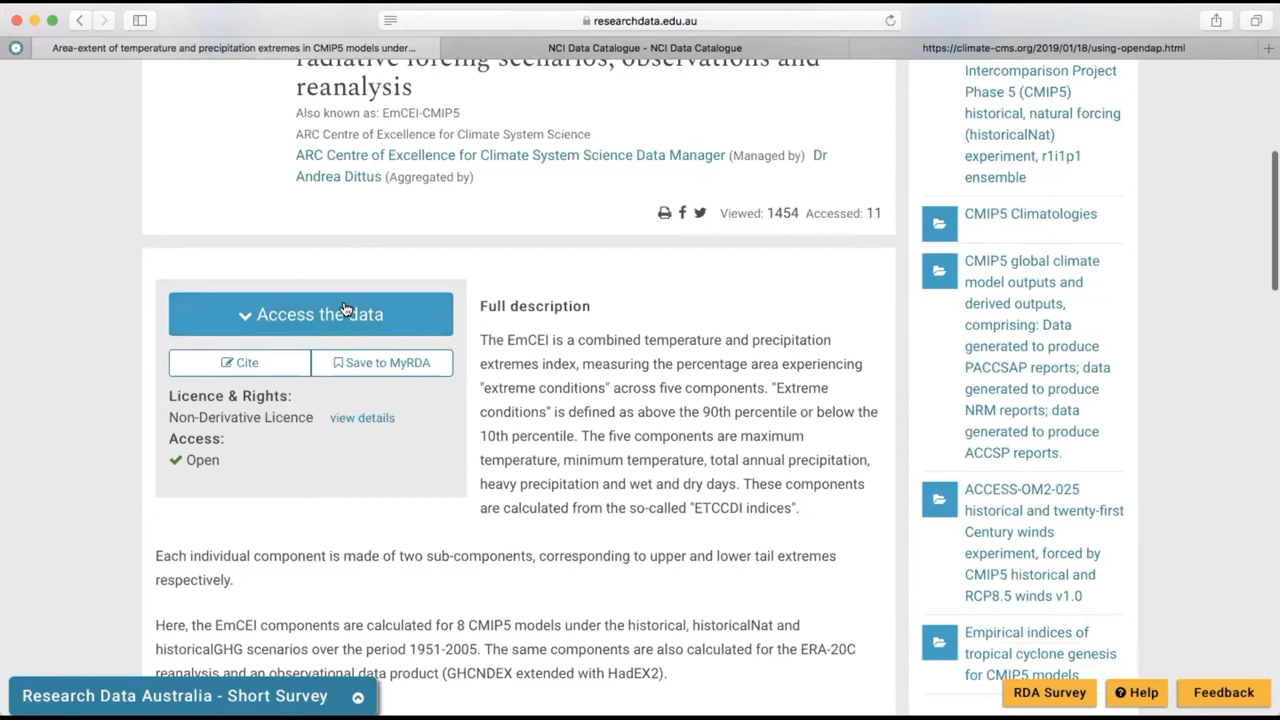 researchdata.edu.au
Area-extent of temperature and precipitation extremes in CMIP5 models under...
NCI Data Catalogue - NCI Data Catalogue
https://climate-cms.org/2019/01/18/using-opendap.html
radiative forcing scenarios, observations and
reanalysis
Also known as: EmCEI-CMIP5
ARC Centre of Excellence for Climate System Science
ARC Centre of Excellence for Climate System Science Data Manager (Managed by) Dr
Andrea Dittus (Aggregated by)
Viewed: 1454 Accessed: 11
Access the data
Cite
Save to MyRDA
Licence & Rights:
Non-Derivative Licence view details
Access:
Open
Full description
The EmCEI is a combined temperature and precipitation
extremes index, measuring the percentage area experiencing
"extreme conditions" across five components. "Extreme
conditions" is defined as above the 90th percentile or below the
10th percentile. The five components are maximum
temperature, minimum temperature, total annual precipitation,
heavy precipitation and wet and dry days. These components
are calculated from the so-called "ETCCDI indices".
Each individual component is made of two sub-components, corresponding to upper and lower tail extremes
respectively.
Here, the EmCEI components are calculated for 8 CMIP5 models under the historical, historicalNat and
historicalGHG scenarios over the period 1951-2005. The same components are also calculated for the ERA-20C
reanalysis and an observational data product (GHCNDEX extended with HadEX2).
Intercomparison Project
Phase 5 (CMIP5)
historical, natural forcing
(historicalNat)
experiment, r1i1p1
ensemble
CMIP5 Climatologies
CMIP5 global climate
model outputs and
derived outputs,
comprising: Data
generated to produce
PACCSAP reports; data
generated to produce
NRM reports; data
generated to produce
ACCSP reports.
ACCESS-OM2-025
historical and twenty-first
Century winds
experiment, forced by
CMIP5 historical and
RCP8.5 winds v1.0
Empirical indices of
tropical cyclone genesis
for CMIP5 models
Research Data Australia - Short Survey
RDA Survey
Help
Feedback